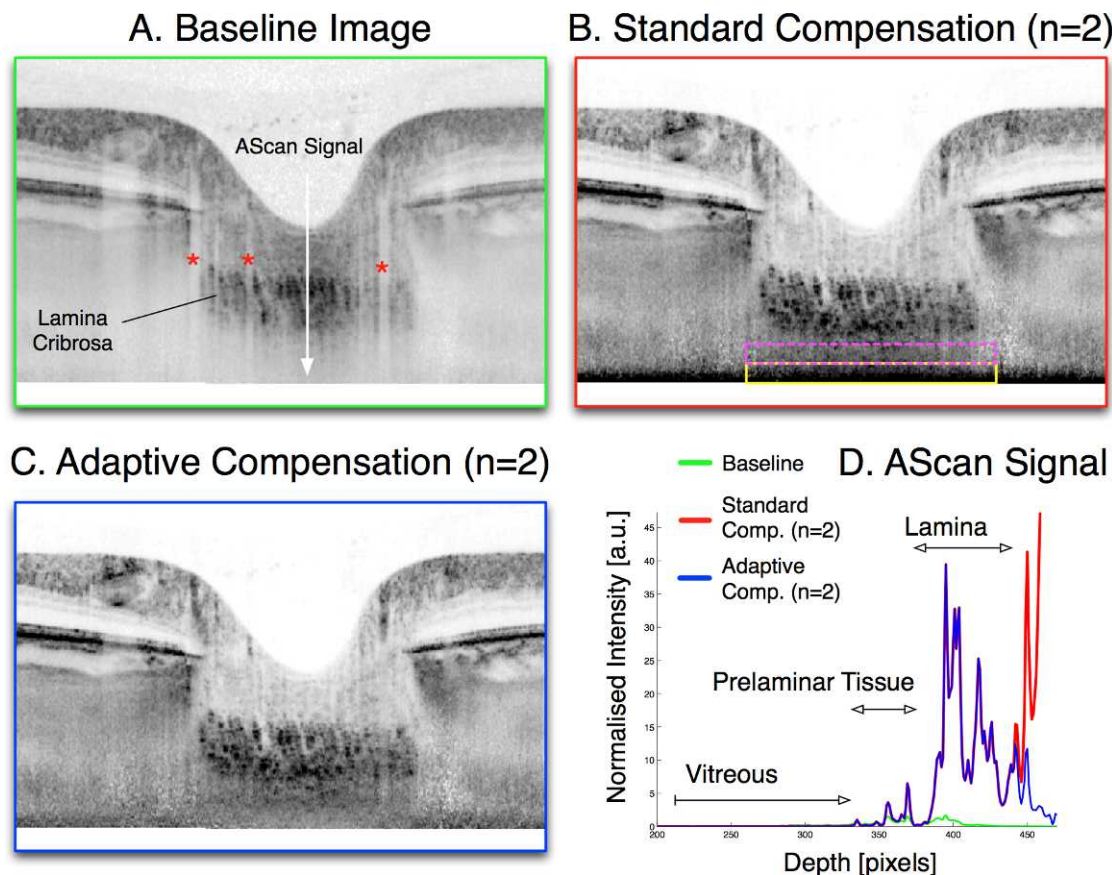 A. Baseline Image
B. Standard Compensation (n=2)
AScan Signal
*
*
*
Lamina
Cribrosa
C. Adaptive Compensation (n=2)
D. AScan Signal
Baseline
Standard
Comp. (n=2)
Adaptive
Comp. (n=2)
Lamina
Prelaminar Tissue
Vitreous
Normalised Intensity [a.u.]
45
40
35
30
25
20
15
10
5
0
200
250
300
350
400
450
Depth [pixels]